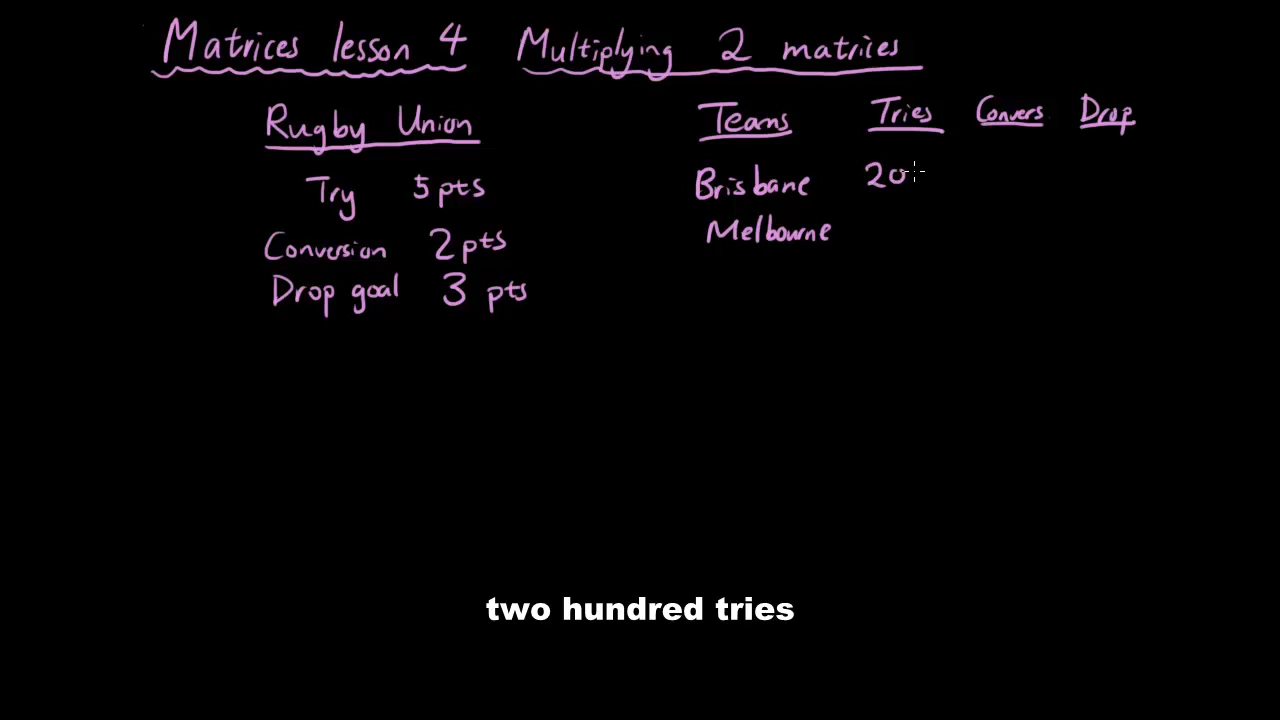 Matrices lesson 4 Multiplying 2 matrices
Rugby Union
Try 5 pts
Conversion 2 pts
Drop goal 3 pts
Teams Tries Convers Drop
Brisbane 20
Melbourne
two hundred tries